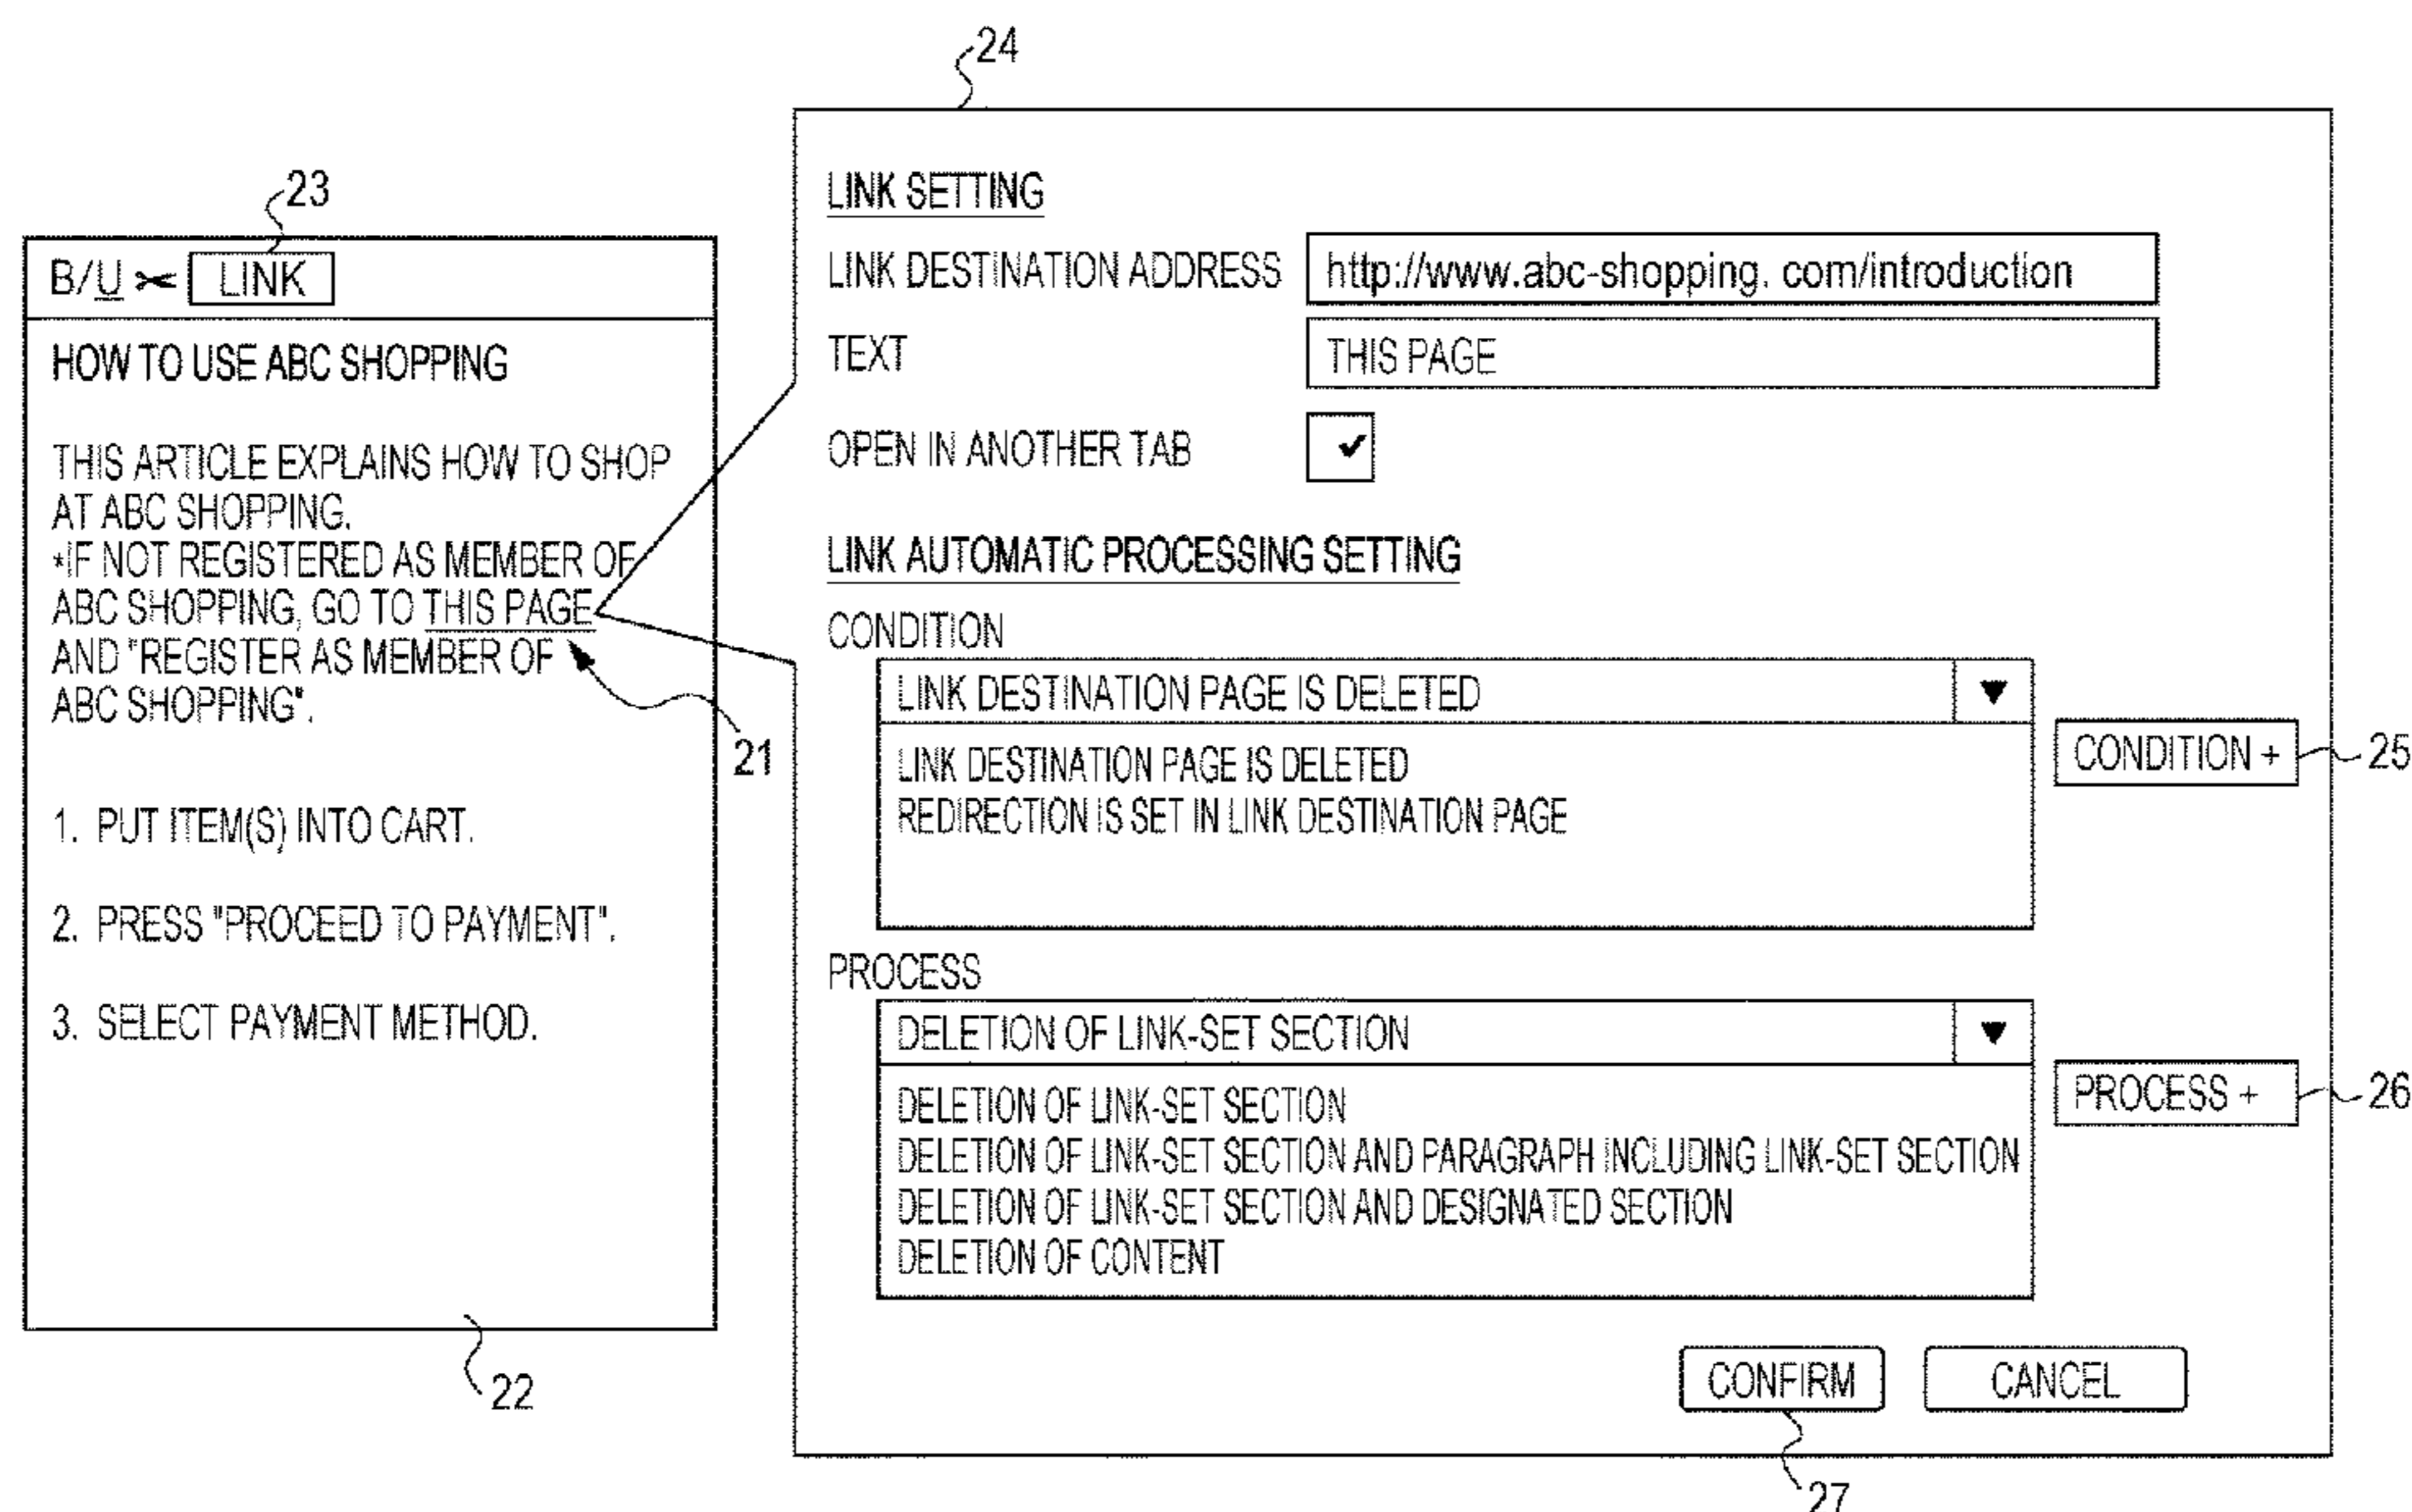 24
23
B/U LINK
HOW TO USE ABC SHOPPING
THIS ARTICLE EXPLAINS HOW TO SHOP
AT ABC SHOPPING.
*IF NOT REGISTERED AS MEMBER OF
ABC SHOPPING, GO TO THIS PAGE
AND "REGISTER AS MEMBER OF
ABC SHOPPING".
21
1. PUT ITEM(S) INTO CART.
2. PRESS "PROCEED TO PAYMENT".
3. SELECT PAYMENT METHOD.
22
LINK SETTING
LINK DESTINATION ADDRESS http://www.abc-shopping. com/introduction
TEXT THIS PAGE
OPEN IN ANOTHER TAB ✔
LINK AUTOMATIC PROCESSING SETTING
CONDITION
LINK DESTINATION PAGE IS DELETED ▼
LINK DESTINATION PAGE IS DELETED
REDIRECTION IS SET IN LINK DESTINATION PAGE
CONDITION + 25
PROCESS
DELETION OF LINK-SET SECTION ▼
DELETION OF LINK-SET SECTION
DELETION OF LINK-SET SECTION AND PARAGRAPH INCLUDING LINK-SET SECTION
DELETION OF LINK-SET SECTION AND DESIGNATED SECTION
DELETION OF CONTENT
PROCESS + 26
CONFIRM CANCEL
27